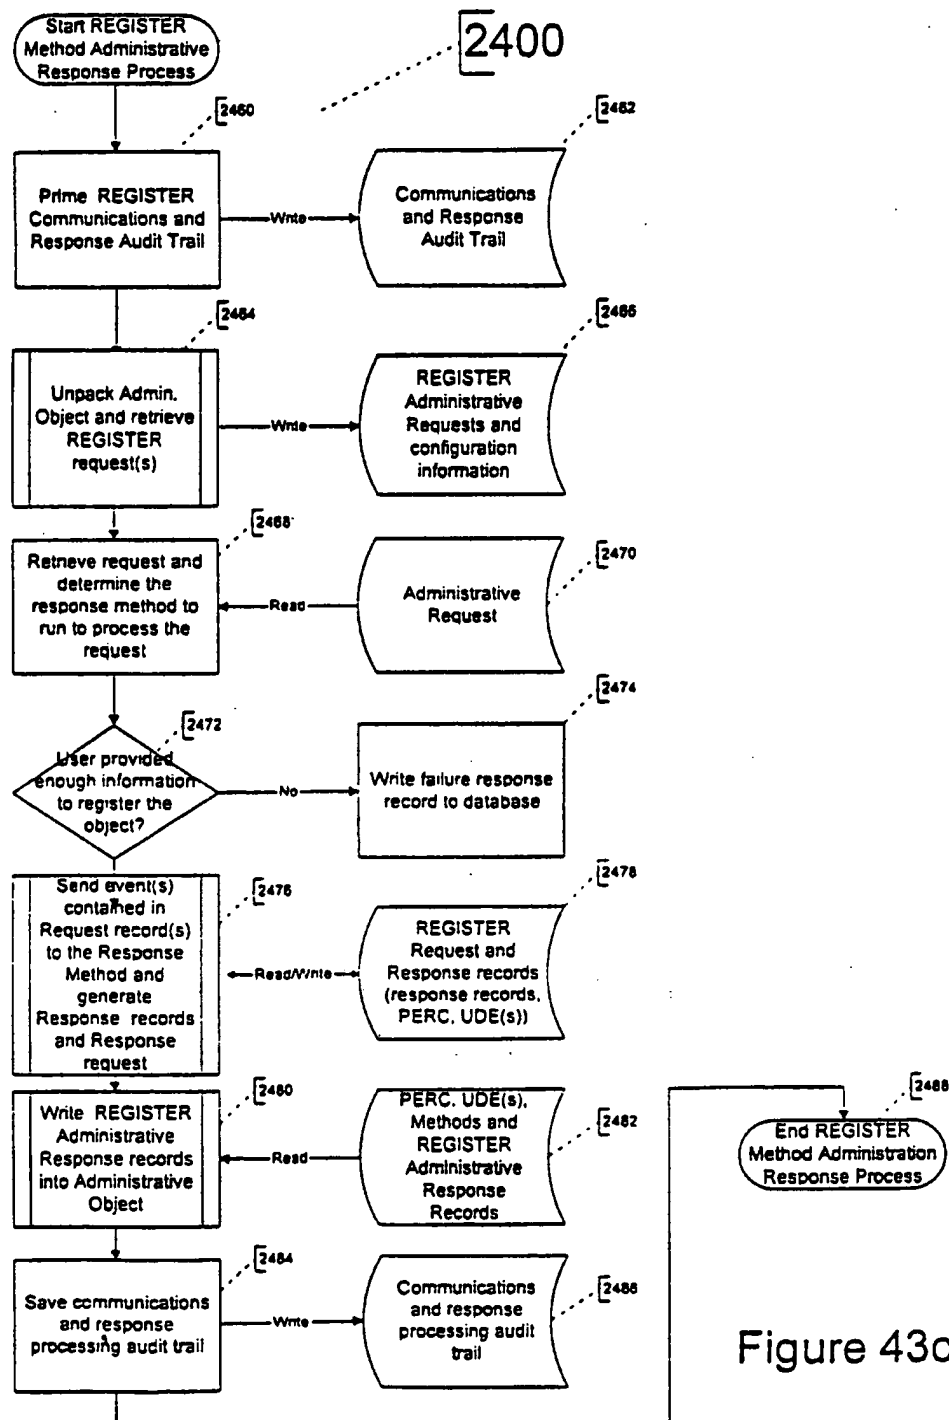 Start REGISTER
Method Administrative
Response Process
2400
2460
Prime REGISTER
Communications and
Response Audit Trail
Write
2462
Communications
and Response
Audit Trail
2464
Unpack Admin.
Object and retrieve
REGISTER
request(s)
Write
2466
REGISTER
Administrative
Requests and
configuration
information
2468
Retrieve request and
determine the
response method to
run to process the
request
Read
2470
Administrative
Request
2472
User provided
enough information
to register the
object?
No
2474
Write failure response
record to database
2476
Send event(s)
contained in
Request record(s)
to the Response
Method and
generate
Response records
and Response
request
Read/Write
2478
REGISTER
Request and
Response records
(response records,
PERC, UDE(s))
2480
Write REGISTER
Administrative
Response records
into Administrative
Object
Read
2482
PERC, UDE(s),
Methods and
REGISTER
Administrative
Response
Records
2484
Save communications
and response
processing audit trail
Write
2486
Communications
and response
processing audit
trail
2488
End REGISTER
Method Administration
Response Process
Figure 43c